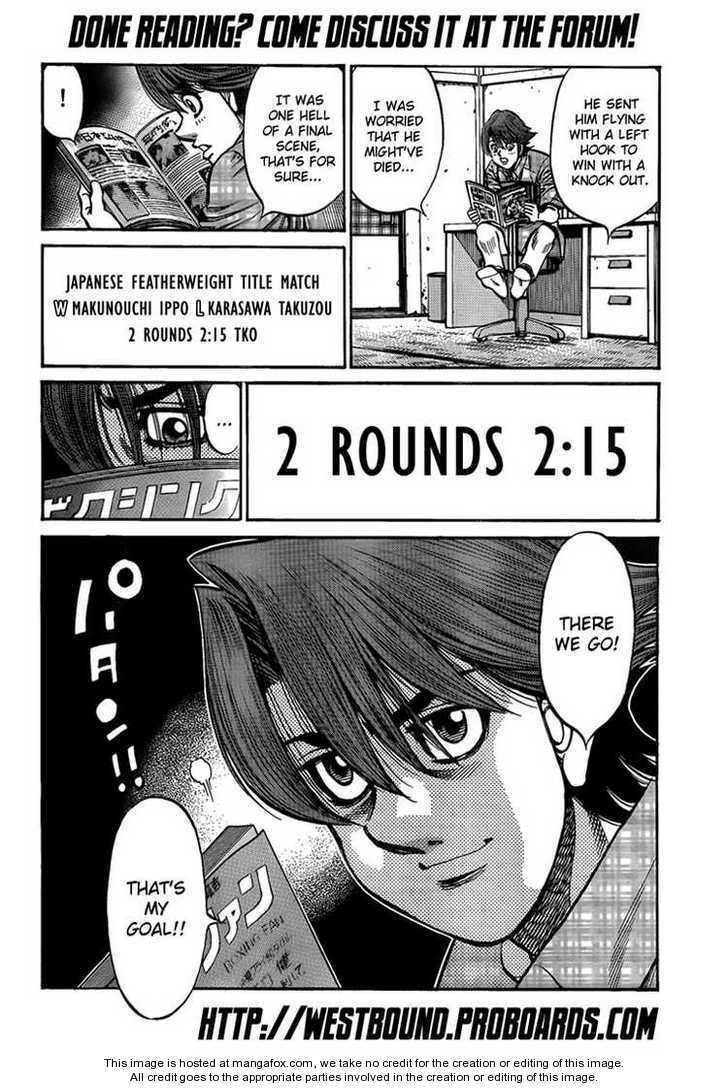 DONE READING? COME DISCUSS IT AT THE FORUM!
HE SENT
HIM FLYING
WITH A LEFT
HOOK TO
WIN WITH A
KNOCK OUT.
I WAS
WORRIED
THAT HE
MIGHT'VE
DIED...
IT WAS
ONE HELL
OF A FINAL
SCENE,
THAT'S FOR
SURE...
!
JAPANESE FEATHERWEIGHT TITLE MATCH
W MAKUNOUCHI IPPO L KARASAWA TAKUZOU
2 ROUNDS 2:15 TKO
2 ROUNDS 2:15
...
ボクシング
THERE
WE GO!
THAT'S
MY
GOAL!!
ファン
BOXING FAN
HTTP://WESTBOUND.PROBOARDS.COM
This image is hosted at mangafox.com, we take no credit for the creation or editing of this image.
All credit goes to the appropriate parties involved in the creation or editing of this image.